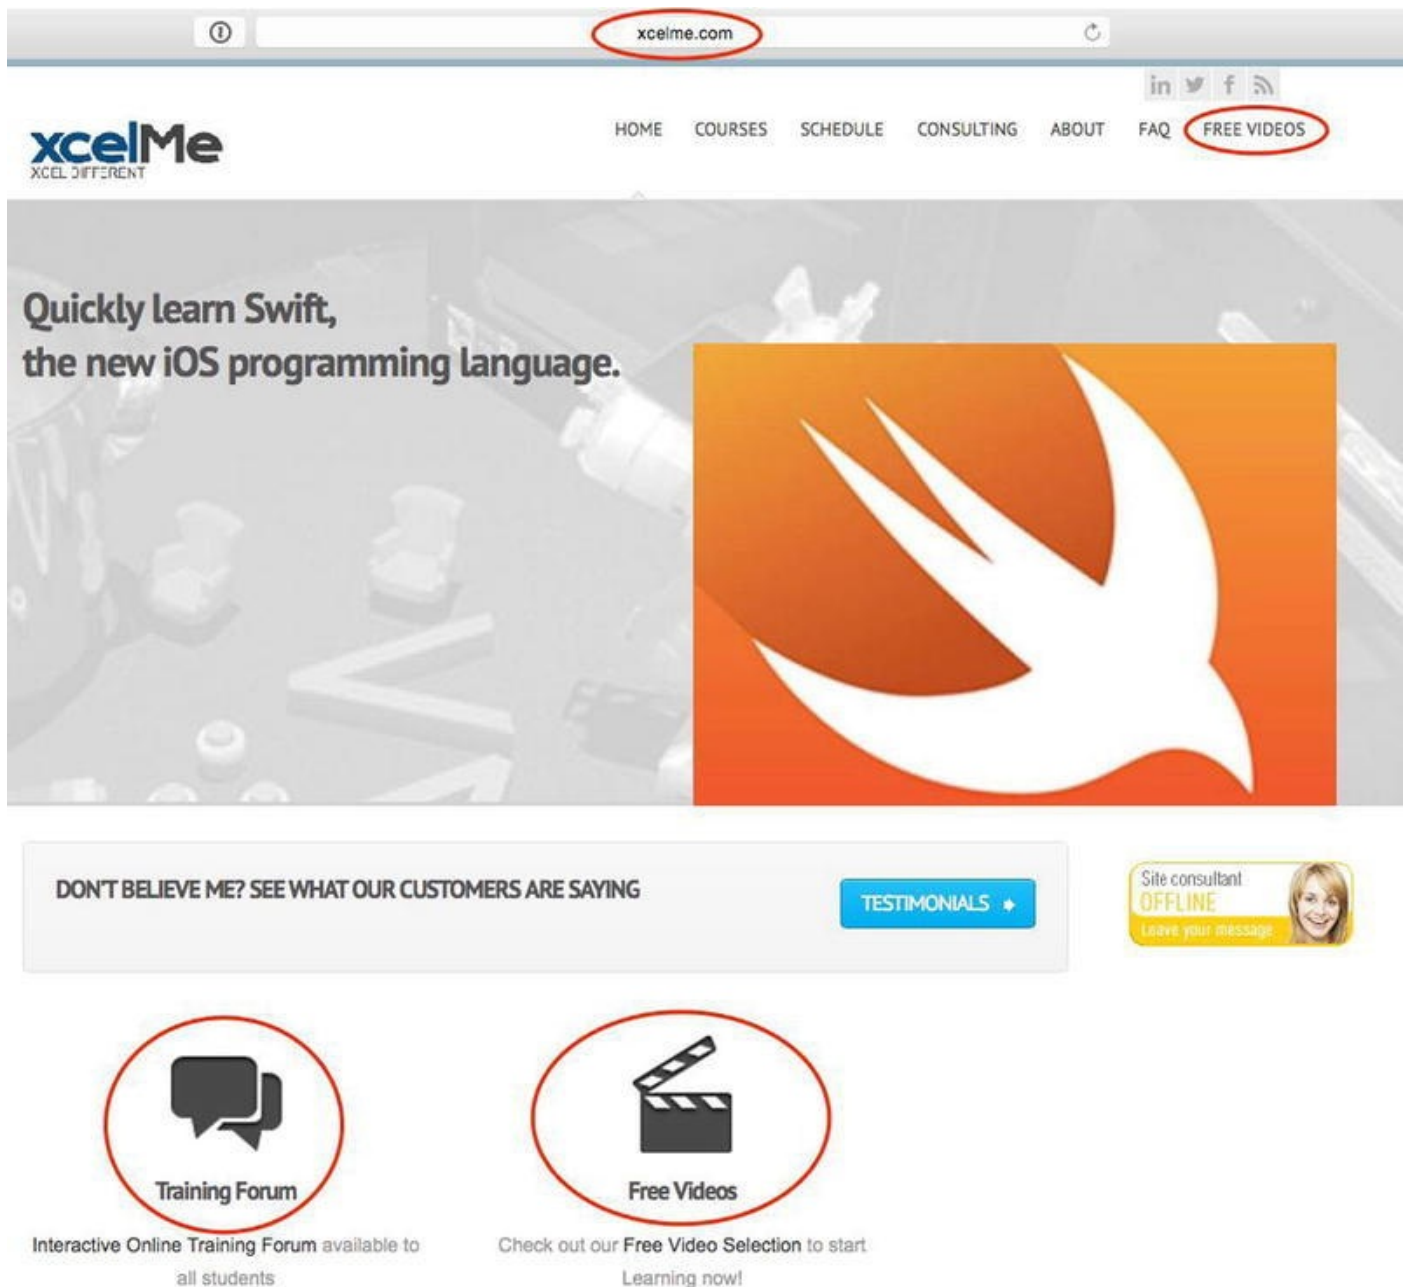 xcelme.com
in f
xcelMe
XCEL DIFFERENT
HOME COURSES SCHEDULE CONSULTING ABOUT FAQ FREE VIDEOS
Quickly learn Swift,
the new iOS programming language.
DON'T BELIEVE ME? SEE WHAT OUR CUSTOMERS ARE SAYING
TESTIMONIALS
Site consultant
OFFLINE
Leave your message
Training Forum
Interactive Online Training Forum available to
all students
Free Videos
Check out our Free Video Selection to start
Learning now!